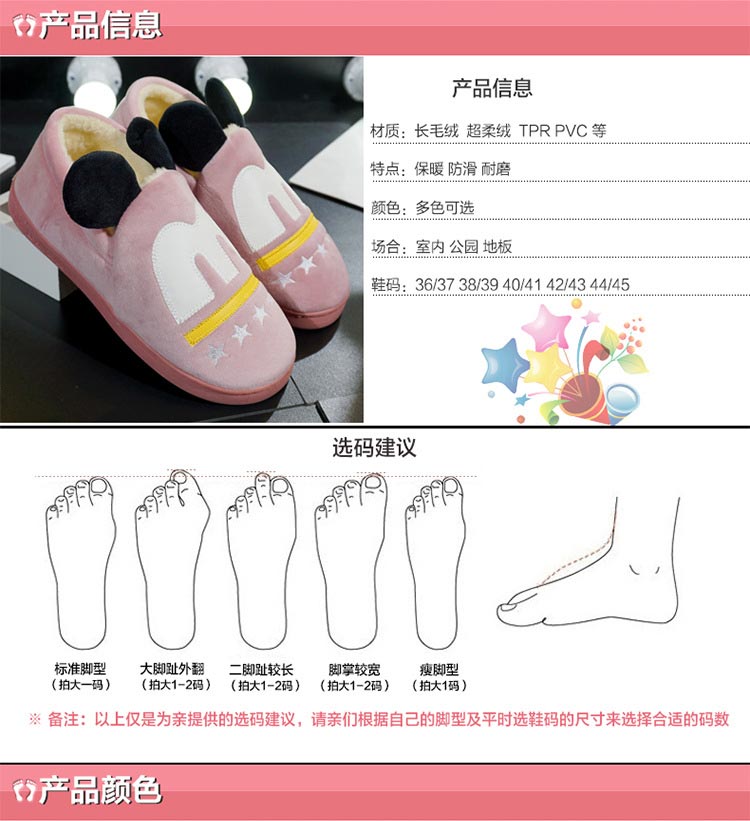 产品信息
产品信息
材质：长毛绒 超柔绒 TPR PVC 等
特点：保暖 防滑 耐磨
颜色：多色可选
场合：室内 公园 地板
鞋码：36/37 38/39 40/41 42/43 44/45
选码建议
标准脚型 大脚趾外翻 二脚趾较长 脚掌较宽 瘦脚型
（拍大一码） （拍大1-2码） （拍大1-2码） （拍大1-2码） （拍大1码）
※ 备注：以上仅是为亲提供的选码建议，请亲们根据自己的脚型及平时选鞋码的尺寸来选择合适的码数
产品颜色